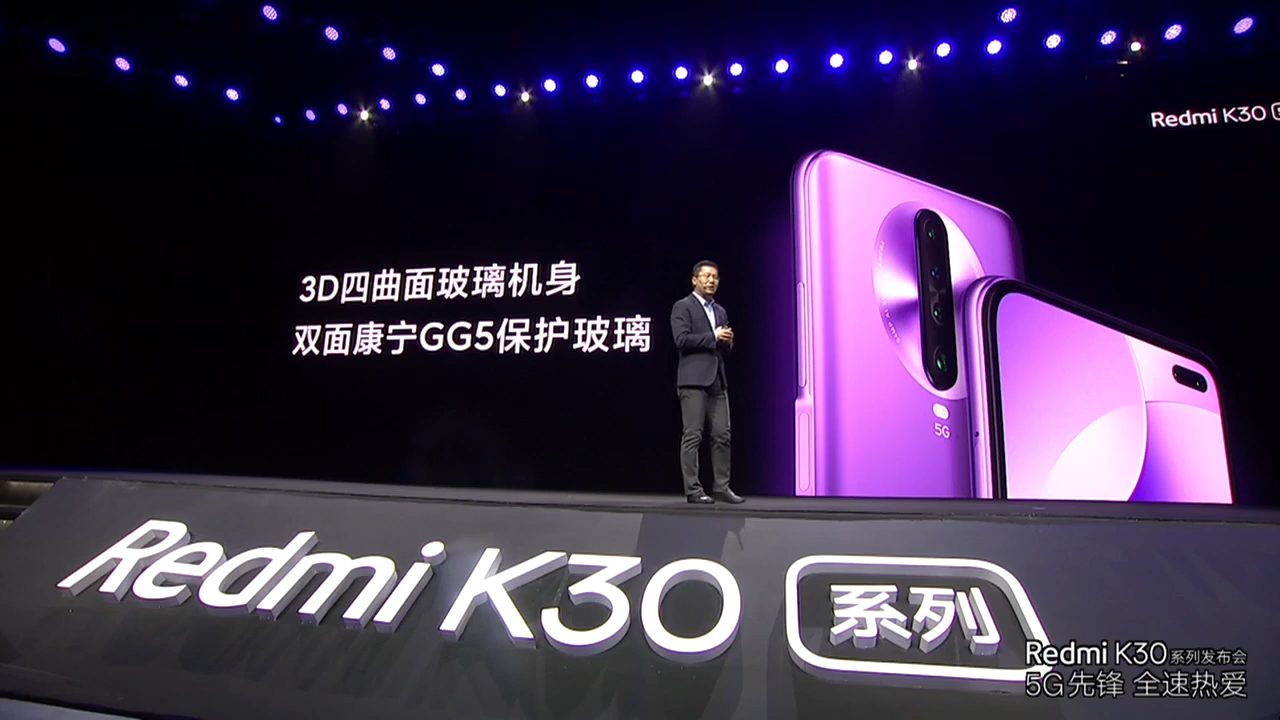 Redmi K30
3D四曲面玻璃机身
双面康宁GG5保护玻璃
5G
Redmi K30 系列
Redmi K30系列发布会
5G先锋 全速热爱